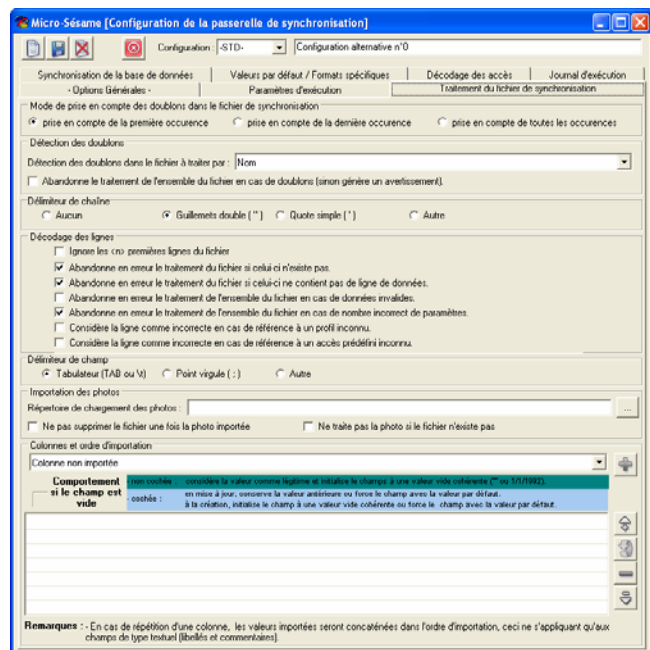 Micro-Sésame [Configuration de la passerelle de synchronisation]
Configuration : -STD- Configuration alternative n°0
Synchronisation de la base de données Valeurs par défaut / Formats spécifiques Décodage des accès Journal d'exécution
- Options Générales - Paramètres d'exécution Traitement du fichier de synchronisation
Mode de prise en compte des doublons dans le fichier de synchronisation
prise en compte de la première occurence prise en compte de la dernière occurence prise en compte de toutes les occurences
Détection des doublons
Détection des doublons dans le fichier à traiter par : Nom
Abandonne le traitement de l'ensemble du fichier en cas de doublons (sinon génère un avertissement).
Délimiteur de chaîne
Aucun Guillemets double ( " ) Quote simple ( ' ) Autre
Décodage des lignes
Ignore les <n> premières lignes du fichier
Abandonne en erreur le traitement du fichier si celui ci n'existe pas.
Abandonne en erreur le traitement du fichier si celui-ci ne contient pas de ligne de données.
Abandonne en erreur le traitement de l'ensemble du fichier en cas de données invalides.
Abandonne en erreur le traitement de l'ensemble du fichier en cas de nombre incorrect de paramètres.
Considère la ligne comme incorrecte en cas de référence à un profil inconnu.
Considère la ligne comme incorrecte en cas de référence à un accès prédéfini inconnu.
Délimiteur de champ
Tabulateur (TAB ou \t) Point virgule ( ; ) Autre
Importation des photos
Répertoire de chargement des photos : ...
Ne pas supprimer le fichier une fois la photo importée Ne traite pas la photo si le fichier n'existe pas
Colonnes et ordre d'importation
Colonne non importée
Comportement si le champ est vide
- non cochée : considère la valeur comme légitime et initialise le champs à une valeur vide cohérente ("" ou 1/1/1992).
- cochée : en mise à jour, conserve la valeur antérieure ou force le champ avec la valeur par défaut.
à la création, initialise le champ à une valeur vide cohérente ou force le champ avec la valeur par défaut.
Remarques : - En cas de répétition d'une colonne, les valeurs importées seront concaténées dans l'ordre d'importation, ceci ne s'appliquant qu'aux
champs de type textuel (libellés et commentaires).